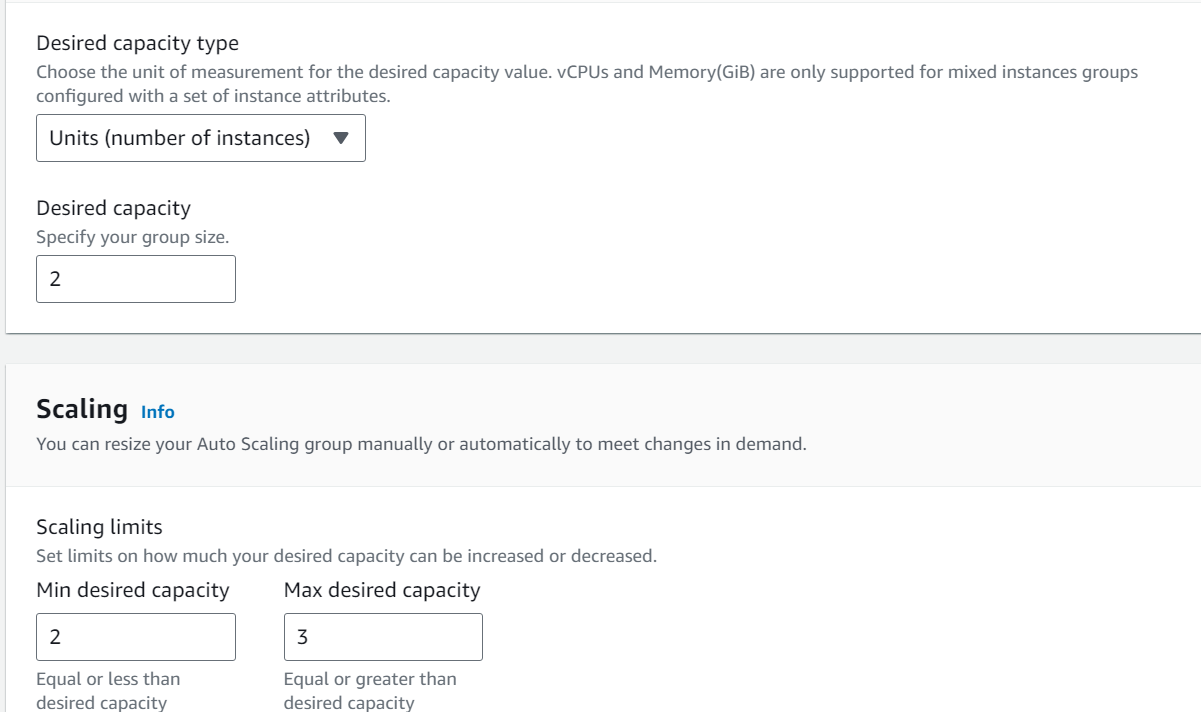 Desired capacity type
Choose the unit of measurement for the desired capacity value. vCPUs and Memory(GiB) are only supported for mixed instances groups
configured with a set of instance attributes.
Units (number of instances)
Desired capacity
Specify your group size.
2
Scaling Info
You can resize your Auto Scaling group manually or automatically to meet changes in demand.
Scaling limits
Set limits on how much your desired capacity can be increased or decreased.
Min desired capacity Max desired capacity
2 3
Equal or less than Equal or greater than
desired capacity desired capacity